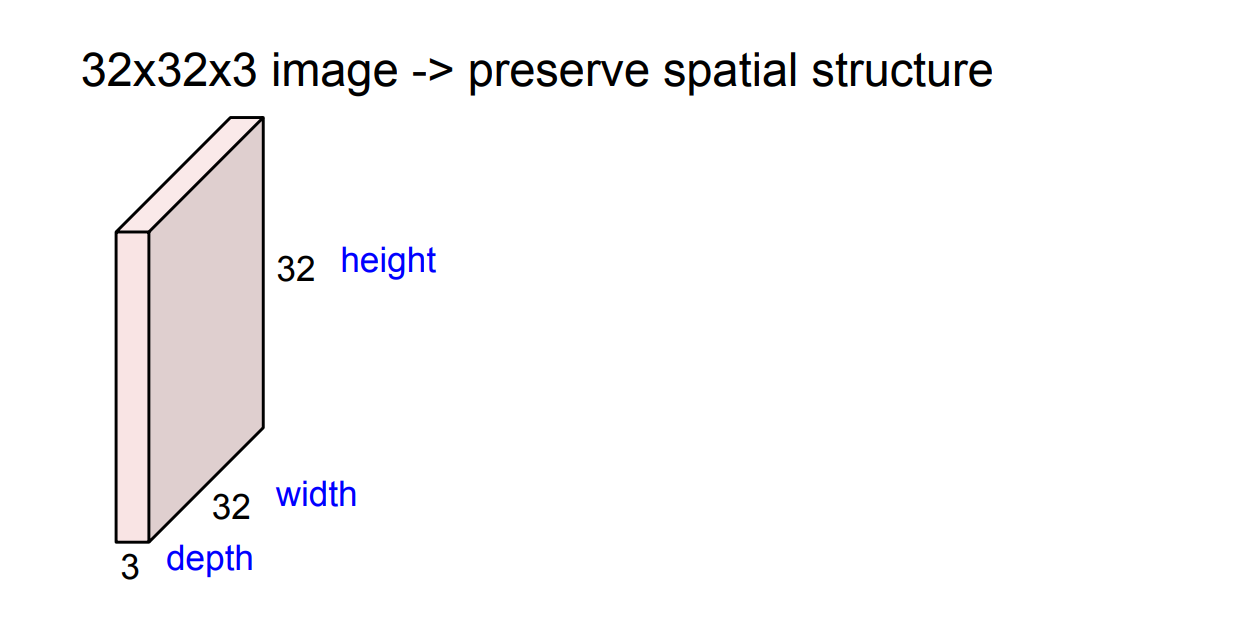 32x32x3 image -> preserve spatial structure
32 height
32 width
3 depth